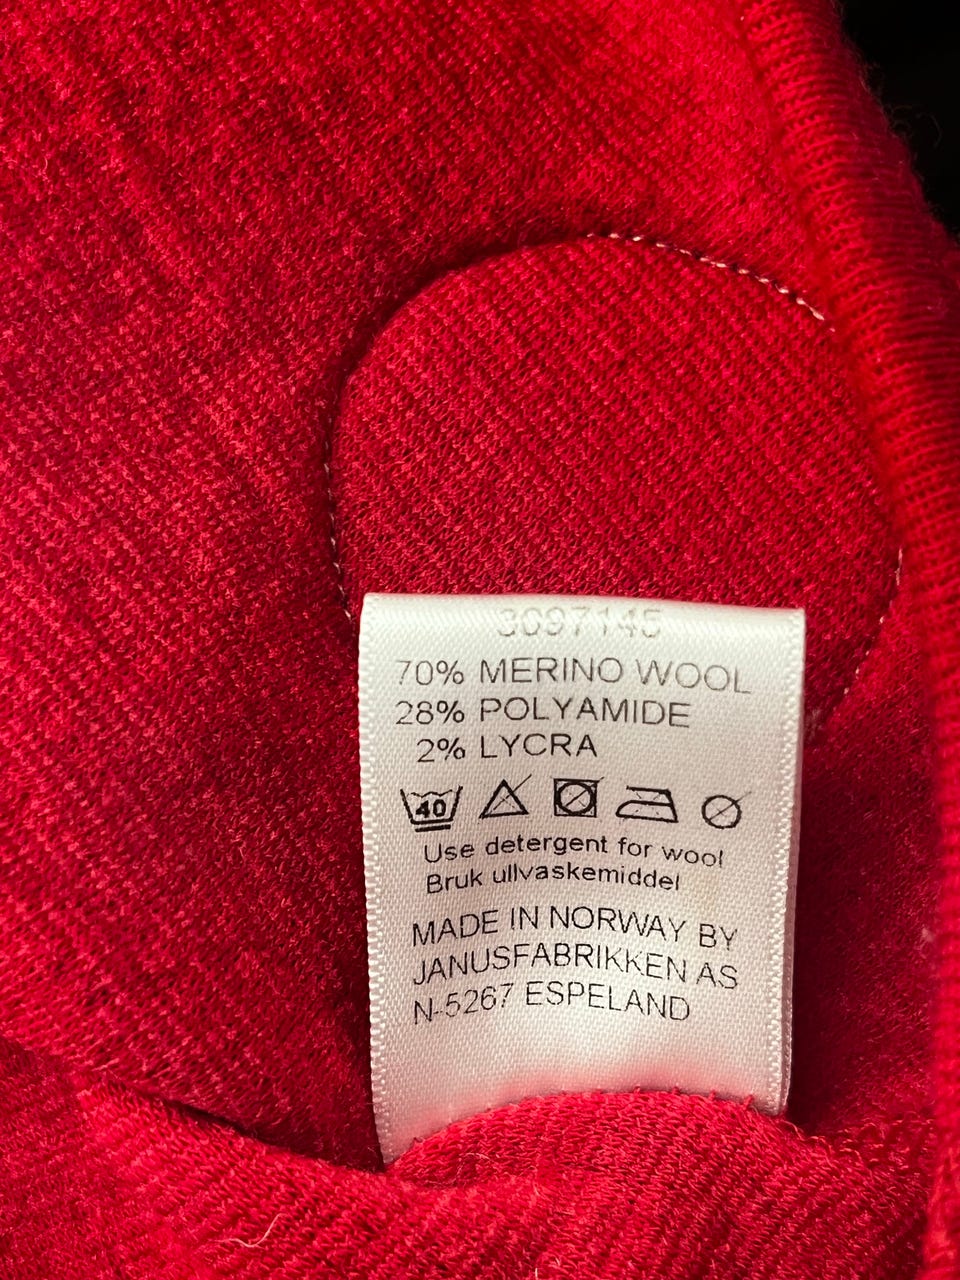 3097145
70% MERINO WOOL
28% POLYAMIDE
2% LYCRA
40
Use detergent for wool
Bruk ullvaskemiddel
MADE IN NORWAY BY
JANUSFABRIKKEN AS
N-5267 ESPELAND